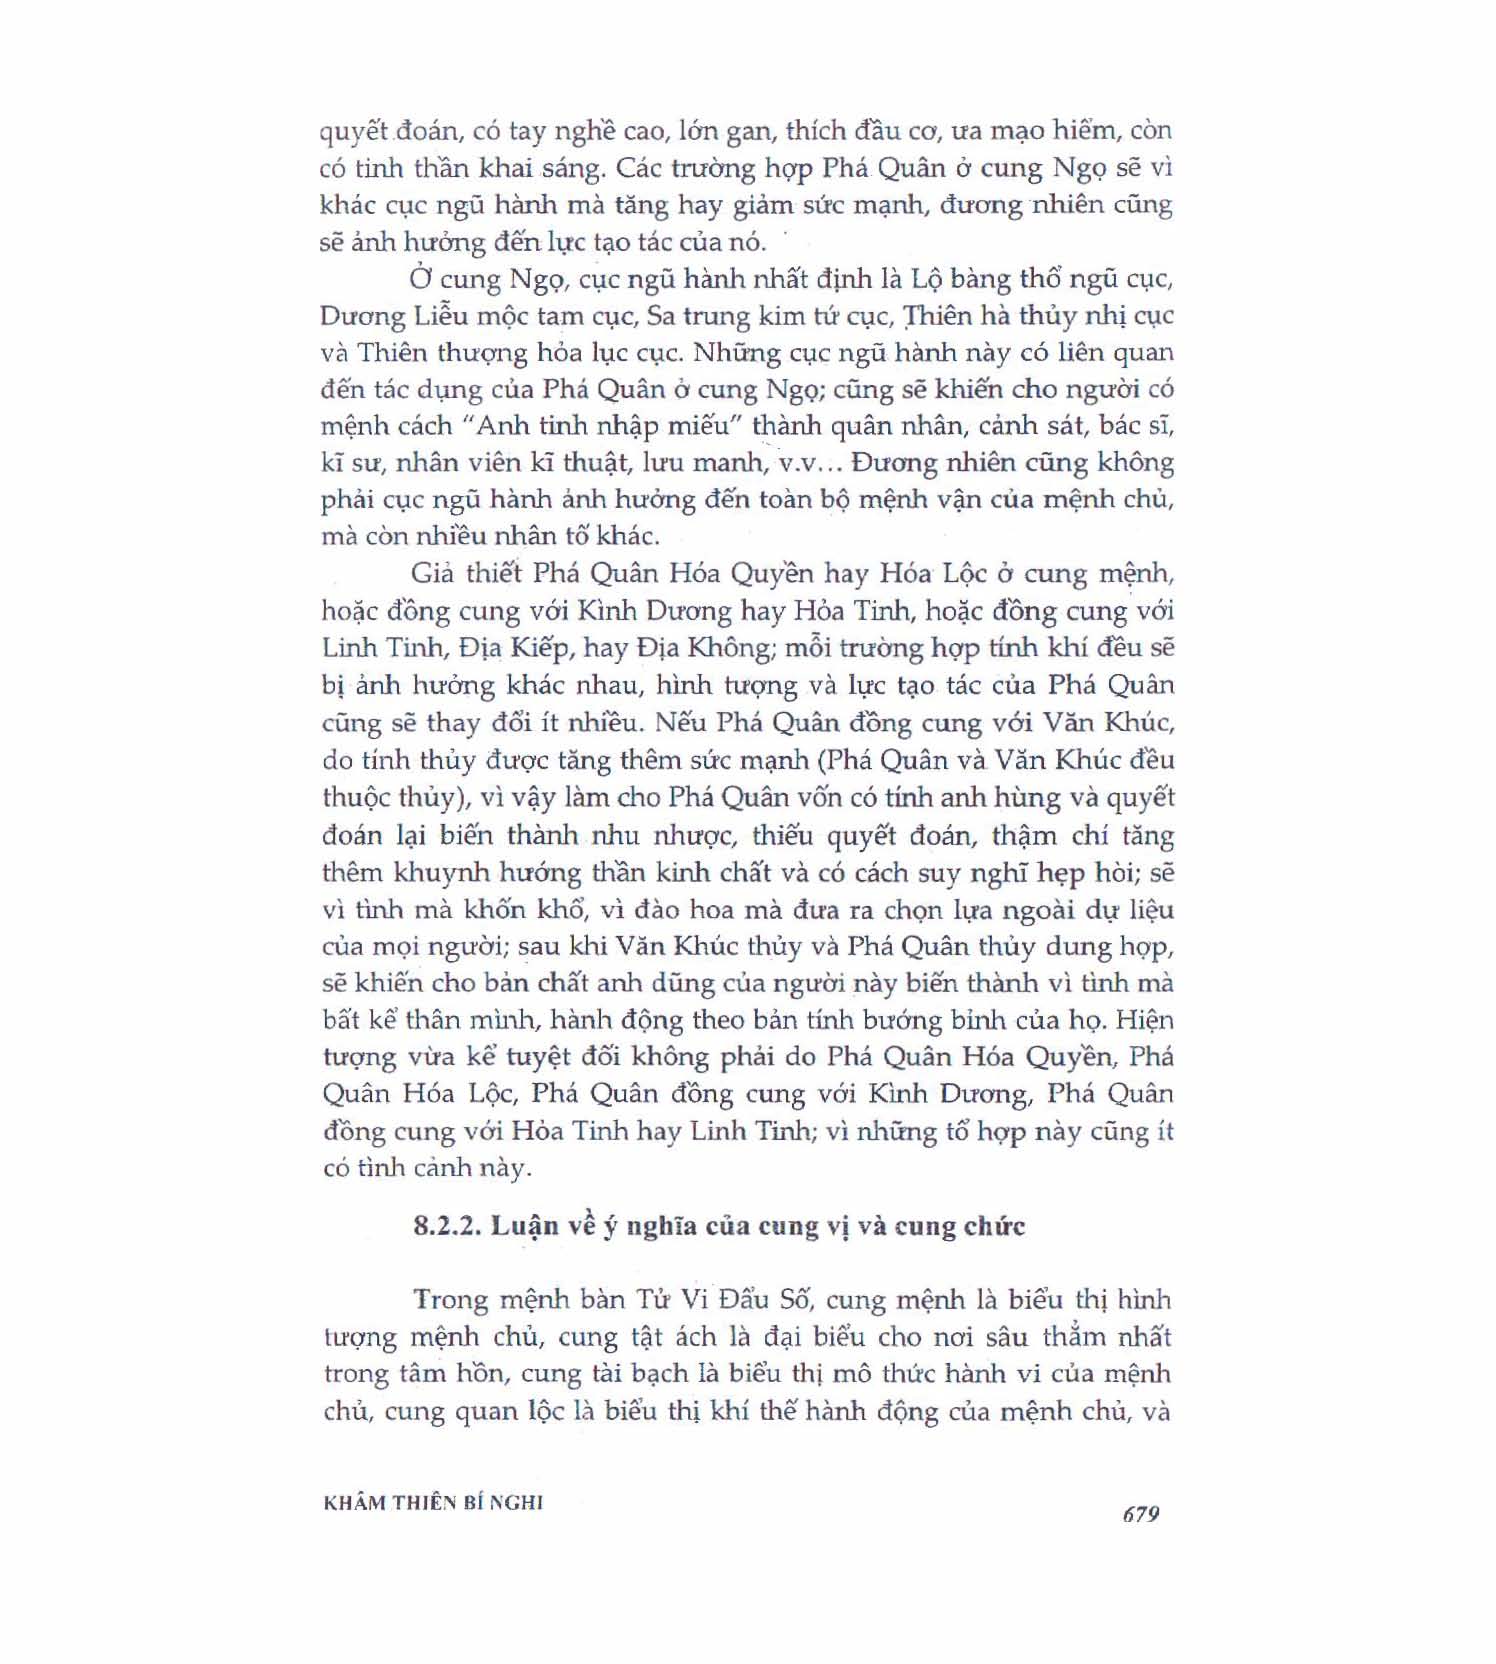 quyết đoán, có tay nghề cao, lớn gan, thích đầu cơ, ưa mạo hiểm, còn
có tinh thần khai sáng. Các trường hợp Phá Quân ở cung Ngọ sẽ vì
khác cục ngũ hành mà tăng hay giảm sức mạnh, đương nhiên cũng
sẽ ảnh hưởng đến lực tạo tác của nó.
Ở cung Ngọ, cục ngũ hành nhất định là Lộ bàng thổ ngũ cục,
Dương Liễu mộc tam cục, Sa trung kim tứ cục, Thiên hà thủy nhị cục
và Thiên thượng hỏa lục cục. Những cục ngũ hành này có liên quan
đến tác dụng của Phá Quân ở cung Ngọ; cũng sẽ khiến cho người có
mệnh cách "Anh tinh nhập miếu" thành quân nhân, cảnh sát, bác sĩ,
kĩ sư, nhân viên kĩ thuật, lưu manh, v.v... Đương nhiên cũng không
phải cục ngũ hành ảnh hưởng đến toàn bộ mệnh vận của mệnh chủ,
mà còn nhiều nhân tố khác.
Giả thiết Phá Quân Hóa Quyền hay Hóa Lộc ở cung mệnh,
hoặc đồng cung với Kình Dương hay Hỏa Tinh, hoặc đồng cung với
Linh Tinh, Địa Kiếp, hay Địa Không; mỗi trường hợp tính khí đều sẽ
bị ảnh hưởng khác nhau, hình tượng và lực tạo tác của Phá Quân
cũng sẽ thay đổi ít nhiều. Nếu Phá Quân đồng cung với Văn Khúc,
do tính thủy được tăng thêm sức mạnh (Phá Quân và Văn Khúc đều
thuộc thủy), vì vậy làm cho Phá Quân vốn có tính anh hùng và quyết
đoán lại biến thành nhu nhược, thiếu quyết đoán, thậm chí tăng
thêm khuynh hướng thần kinh chất và có cách suy nghĩ hẹp hòi; sẽ
vì tình mà khốn khổ, vì đào hoa mà đưa ra chọn lựa ngoài dự liệu
của mọi người; sau khi Văn Khúc thủy và Phá Quân thủy dung hợp,
sẽ khiến cho bản chất anh dũng của người này biến thành vì tình mà
bất kể thân mình, hành động theo bản tính bướng bỉnh của họ. Hiện
tượng vừa kể tuyệt đối không phải do Phá Quân Hóa Quyền, Phá
Quân Hóa Lộc, Phá Quân đồng cung với Kình Dương, Phá Quân
đồng cung với Hỏa Tinh hay Linh Tinh; vì những tổ hợp này cũng ít
có tình cảnh này.
8.2.2. Luận về ý nghĩa của cung vị và cung chức
Trong mệnh bàn Tử Vi Đẩu Số, cung mệnh là biểu thị hình
tượng mệnh chủ, cung tật ách là đại biểu cho nơi sâu thẳm nhất
trong tâm hồn, cung tài bạch là biểu thị mô thức hành vi của mệnh
chủ, cung quan lộc là biểu thị khí thế hành động của mệnh chủ, và
KHÂM THIÊN BÍ NGHI
679